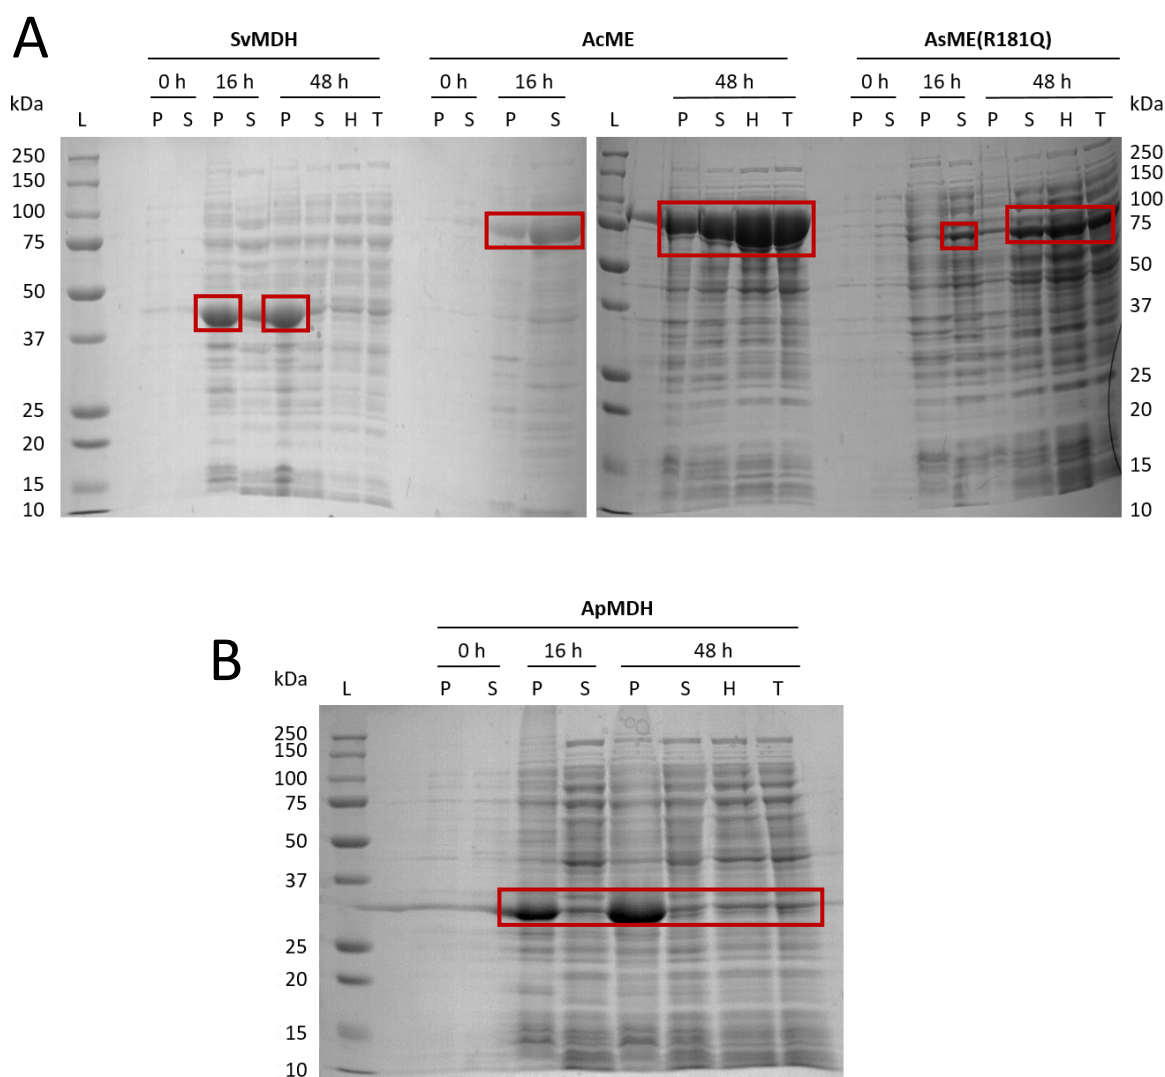 A
SvMDH AcME AsME(R181Q)
0 h 16 h 48 h 0 h 16 h 48 h 0 h 16 h 48 h
kDa L P S P S P S H T P S P S L P S H T P S P S P S H T kDa
250 250
150 150
100 100
75 75
50 50
37 37
25 25
20 20
15 15
10 10
ApMDH
B
0 h 16 h 48 h
kDa L P S P S P S H T
250
150
100
75
50
37
25
20
15
10